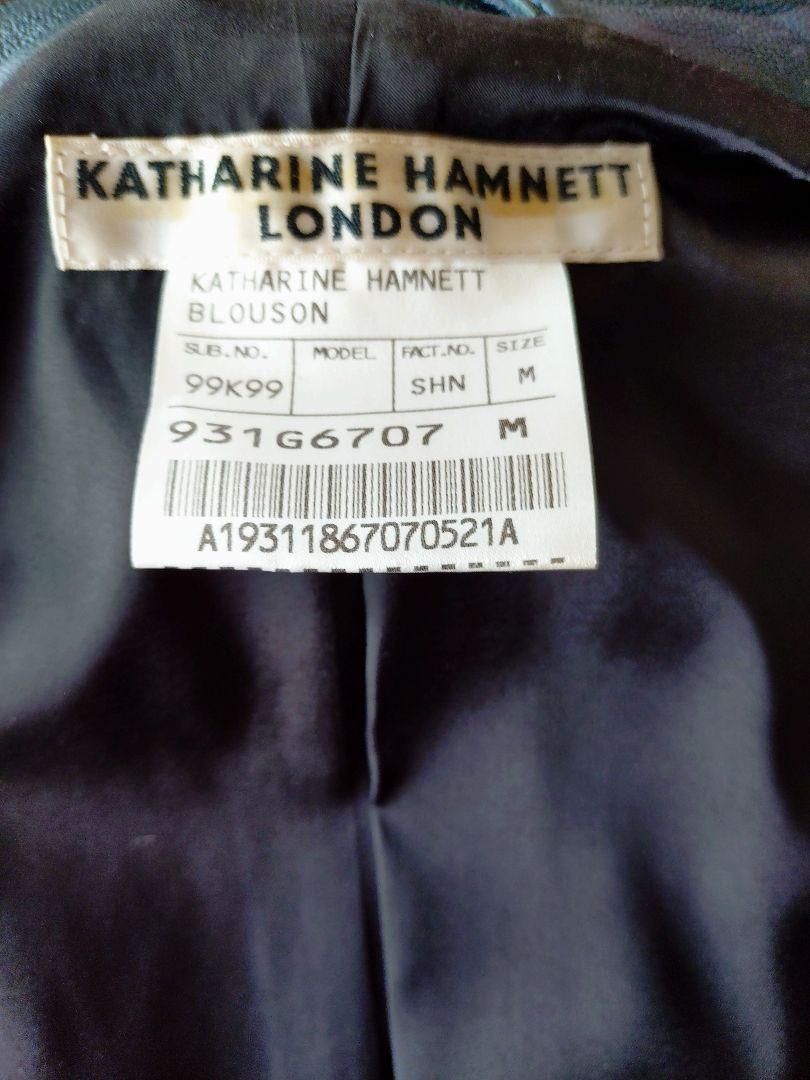 KATHARINE HAMNETT
LONDON
KATHARINE HAMNETT
BLOUSON
SUB.NO. MODEL FACT.NO. SIZE
99K99 SHN M
931G6707 M
A19311867070521A